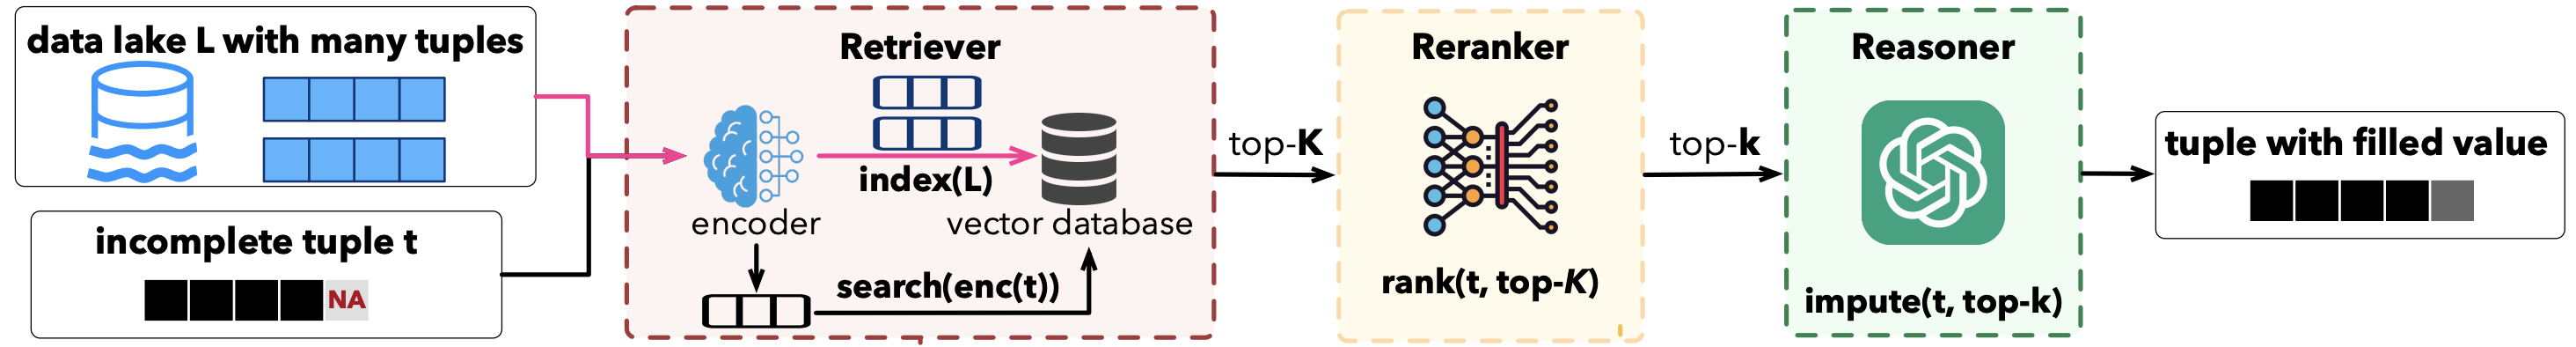 data lake L with many tuples
incomplete tuple t
NA
Retriever
index(L)
encoder
vector database
search(enc(t))
top-K
Reranker
rank(t, top-K)
top-k
Reasoner
impute(t, top-k)
tuple with filled value